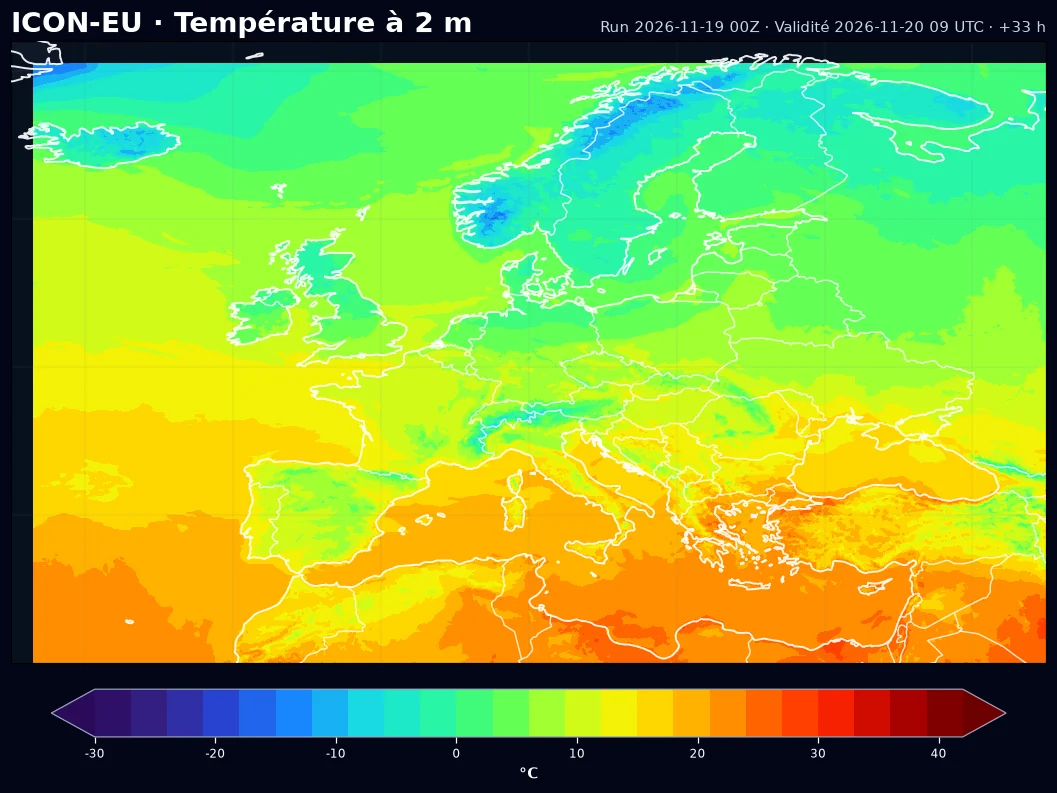 ICON-EU · Température à 2 m
Run 2026-11-19 00Z · Validité 2026-11-20 09 UTC · +33 h
-30 -20 -10 0 10 20 30 40
°C